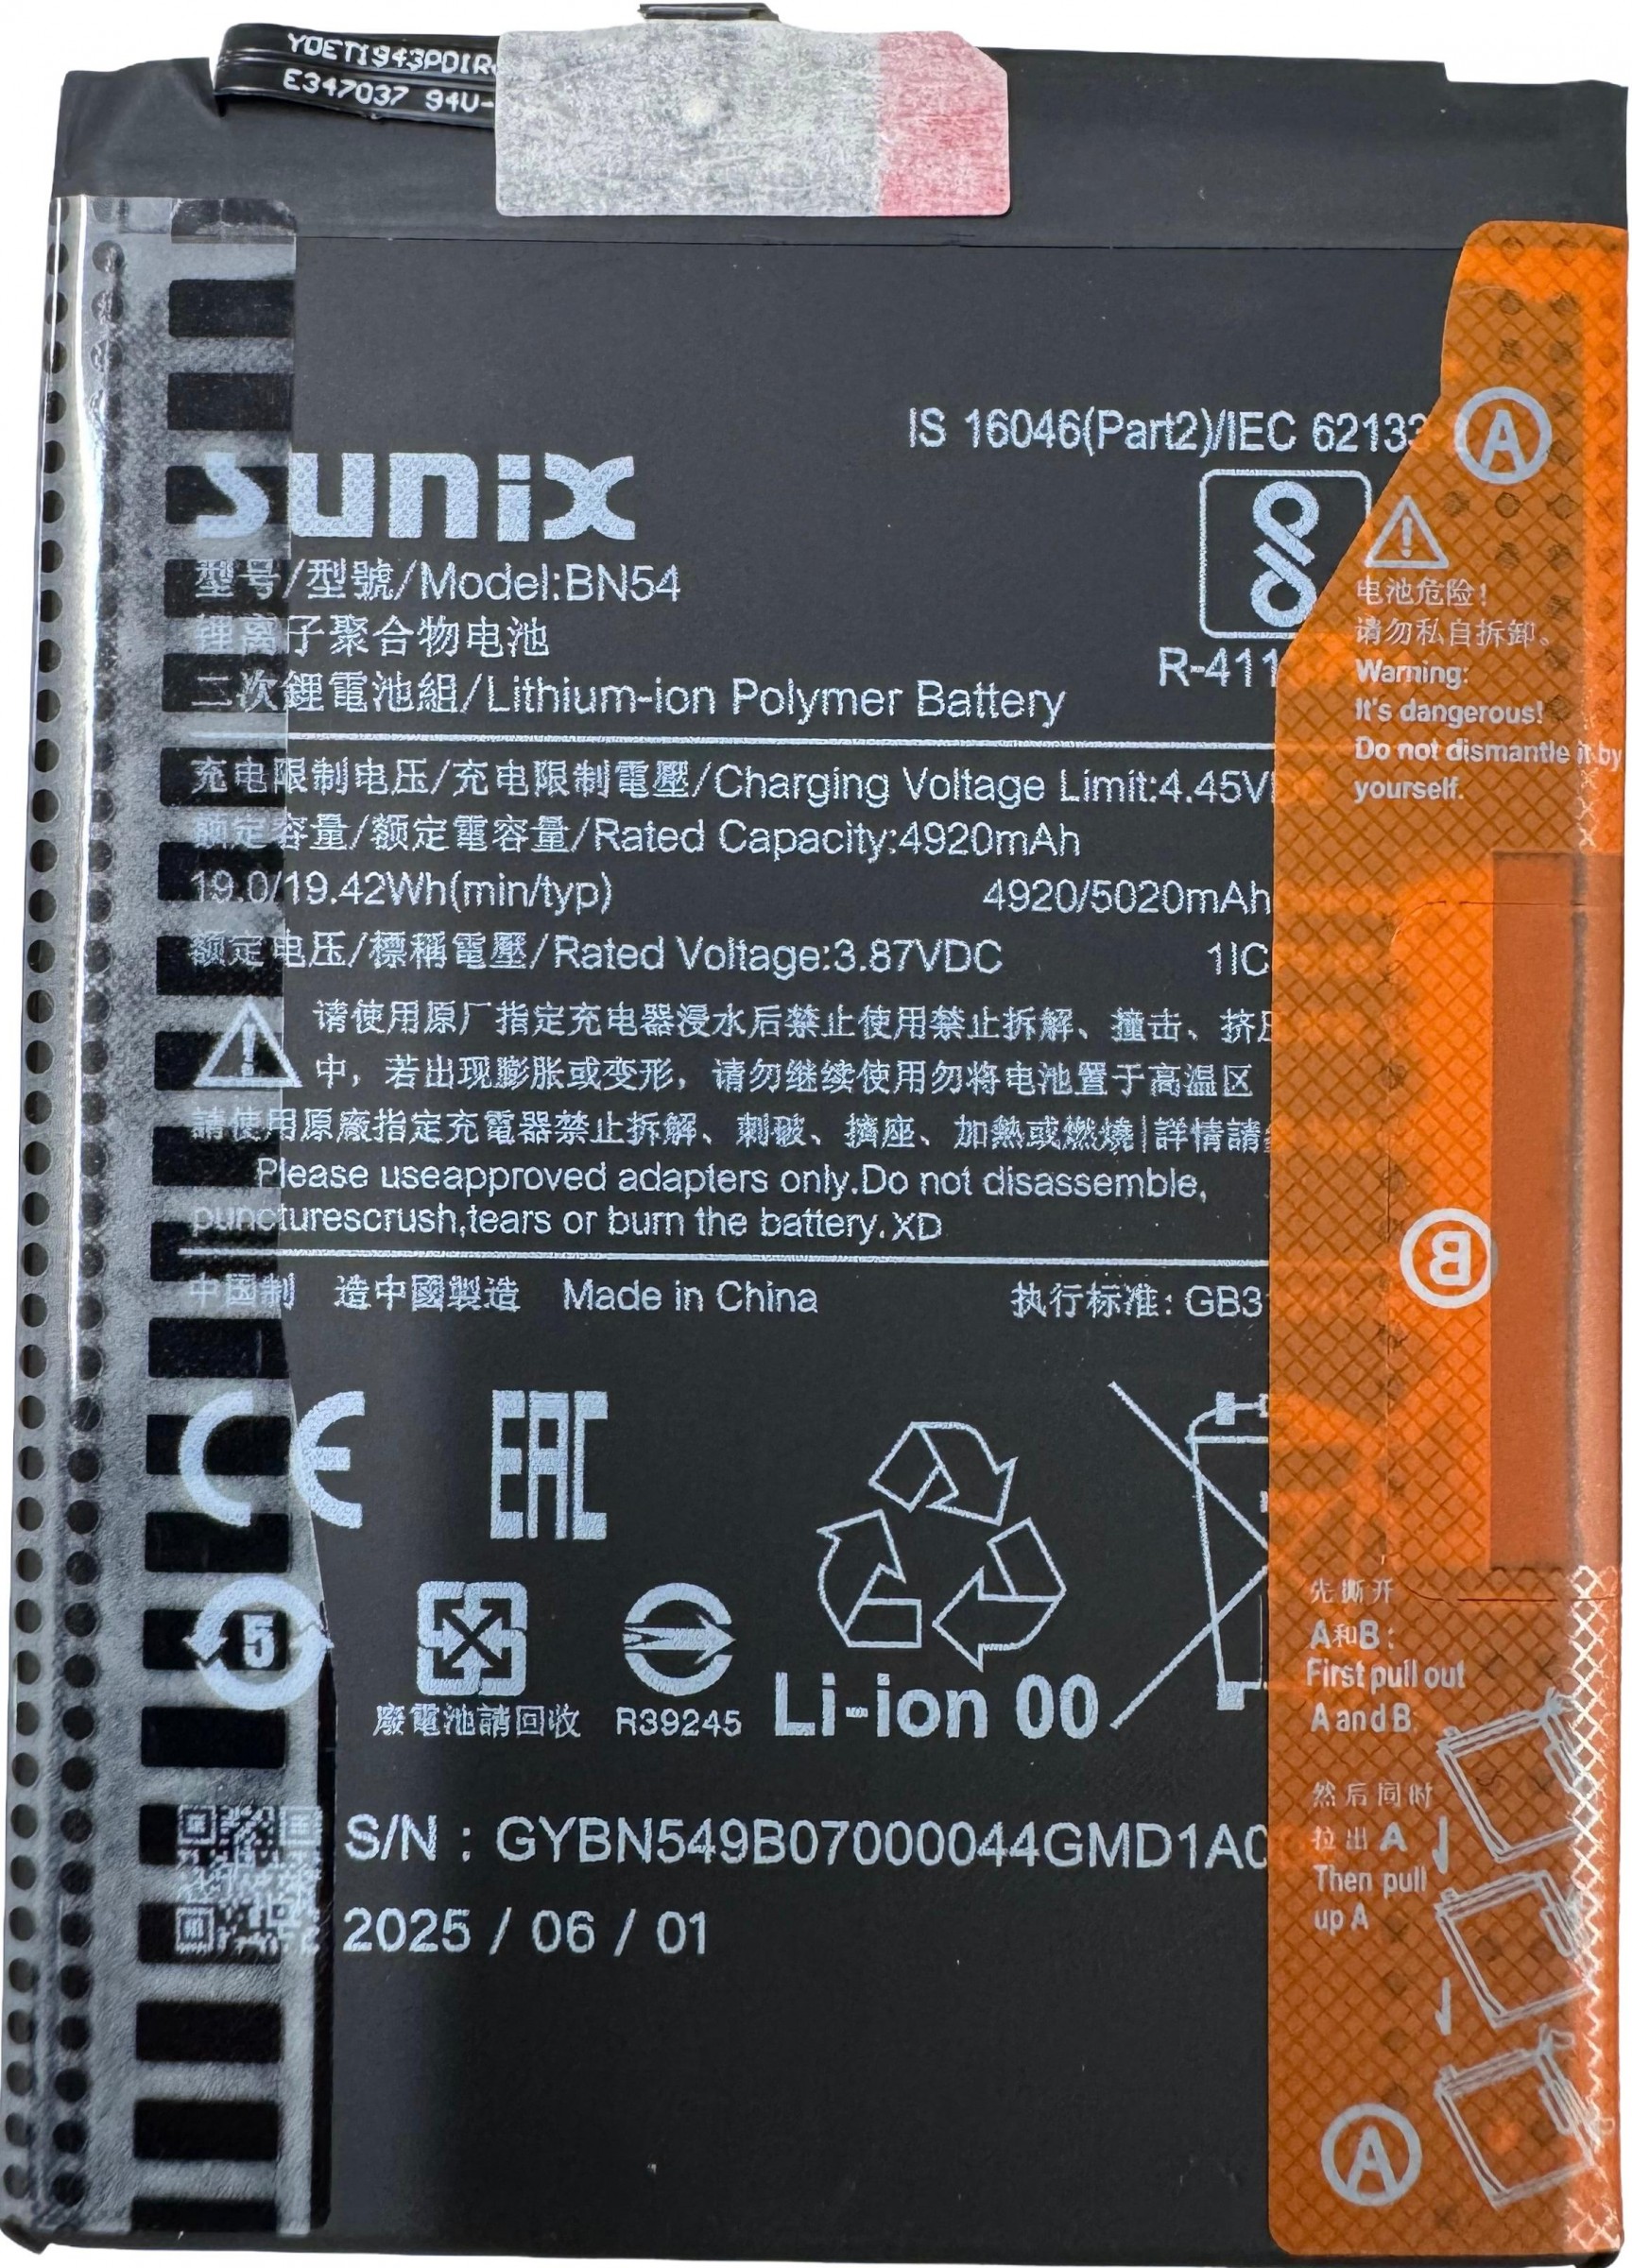 YOET1943PDIR
E347037 94U-
IS 16046(Part2)/IEC 62133
sunix
型号/型號/Model:BN54
锂离子聚合物电池
R-411
二次鋰電池組/Lithium-ion Polymer Battery
充电限制电压/充电限制電壓/Charging Voltage Limit:4.45V
额定容量/额定電容量/Rated Capacity:4920mAh
19.0/19.42Wh(min/typ) 4920/5020mAh
额定电压/標稱電壓/Rated Voltage:3.87VDC 1IC
请使用原厂指定充电器浸水后禁止使用禁止拆解、撞击、挤压
中，若出现膨胀或变形，请勿继续使用勿将电池置于高温区
請使用原廠指定充電器禁止拆解、刺破、擠座、加熱或燃燒|詳情請
Please useapproved adapters only.Do not disassemble,
puncturescrush,tears or burn the battery.XD
中国制 造中國製造 Made in China 执行标准: GB3
CE EAC
5
廢電池請回收 R39245 Li-ion 00
S/N : GYBN549B07000044GMD1A
2025 / 06 / 01
A
电池危险!
请勿私自拆卸。
Warning:
It's dangerous!
Do not dismantle it by
yourself.
B
先撕开
A和B:
First pull out
A and B.
然后同时
拉出 A
Then pull
up A
A